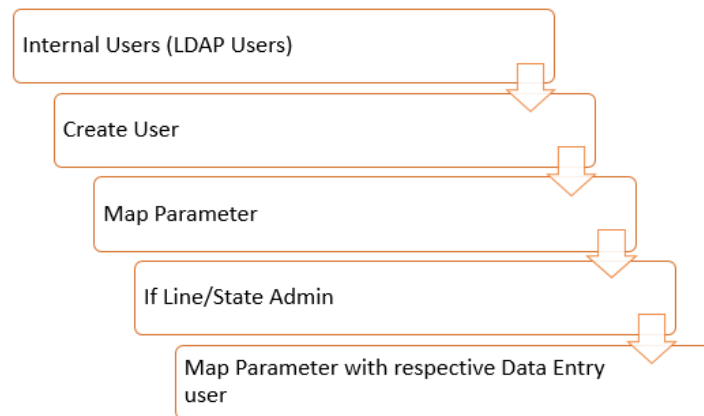 Internal Users (LDAP Users)
Create User
Map Parameter
If Line/State Admin
Map Parameter with respective Data Entry
user